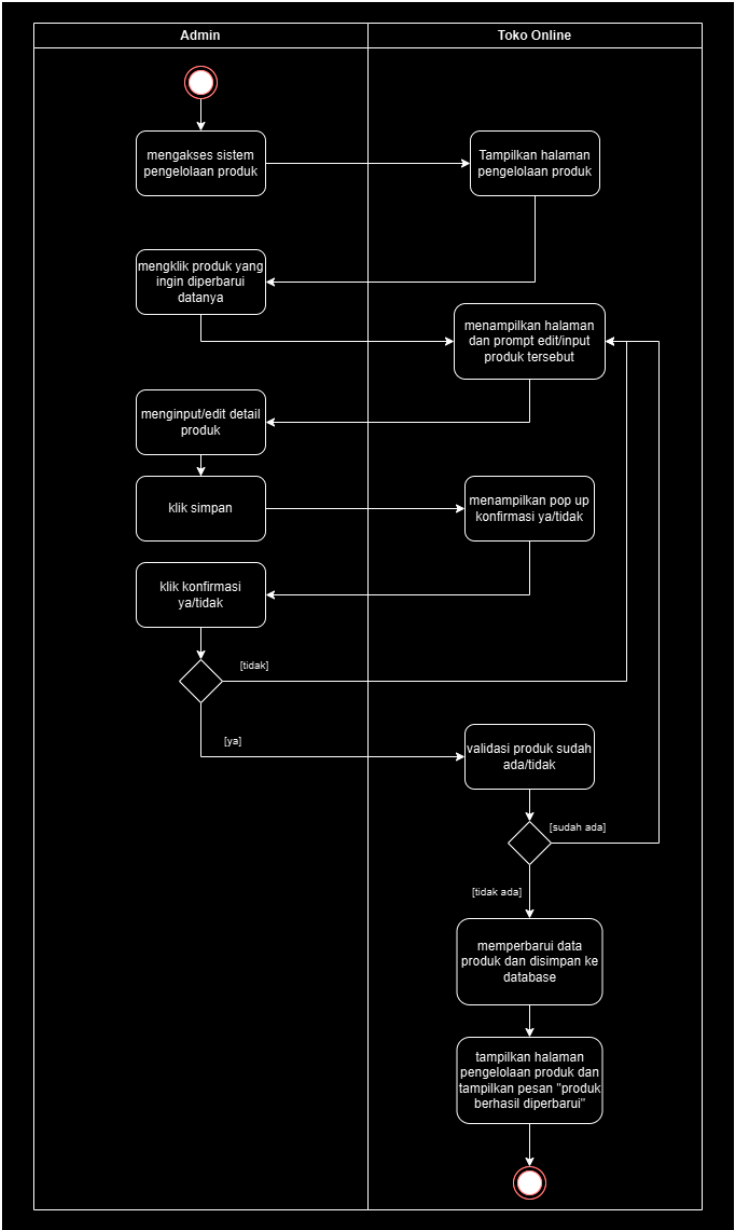 Admin
Toko Online
mengakses sistem
pengelolaan produk
Tampilkan halaman
pengelolaan produk
mengklik produk yang
ingin diperbarui
datanya
menampilkan halaman
dan prompt edit/input
produk tersebut
menginput/edit detail
produk
klik simpan
menampilkan pop up
konfirmasi ya/tidak
klik konfirmasi
ya/tidak
[tidak]
[ya]
validasi produk sudah
ada/tidak
[sudah ada]
[tidak ada]
memperbarui data
produk dan disimpan ke
database
tampilkan halaman
pengelolaan produk dan
tampilkan pesan "produk
berhasil diperbarui"